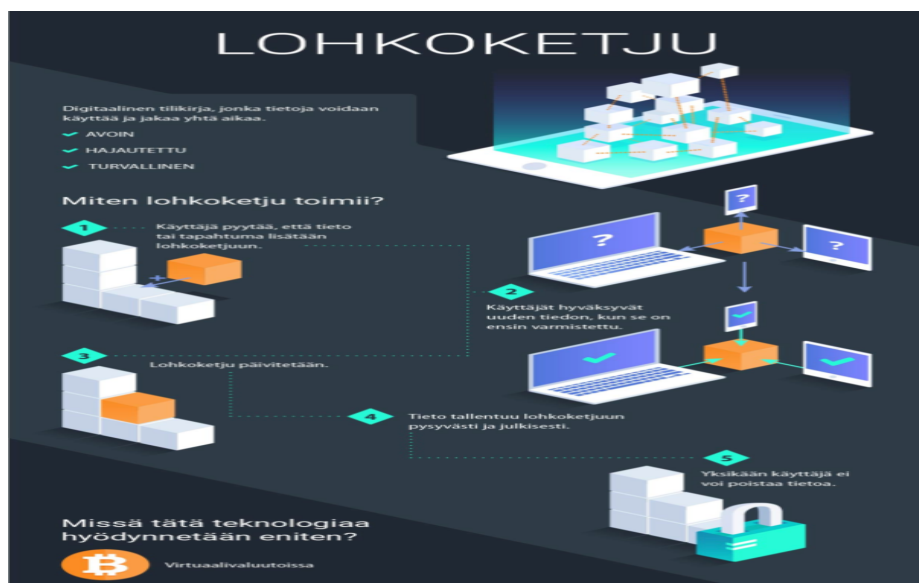 LOHKOKETJU
Digitaalinen tilikirja, jonka tietoja voidaan
käyttää ja jakaa yhtä aikaa.
AVOIN
HAJAUTETTU
TURVALLINEN
Miten lohkoketju toimii?
1
Käyttäjä pyytää, että tieto
tai tapahtuma lisätään
lohkoketjuun.
?
?
?
2
Käyttäjät hyväksyvät
uuden tiedon, kun se on
ensin varmistettu.
3
Lohkoketju päivitetään.
4
Tieto tallentuu lohkoketjuun
pysyvästi ja julkisesti.
5
Yksikään käyttäjä ei
voi poistaa tietoa.
Missä tätä teknologiaa
hyödynnetään eniten?
Virtuaalivaluutoissa